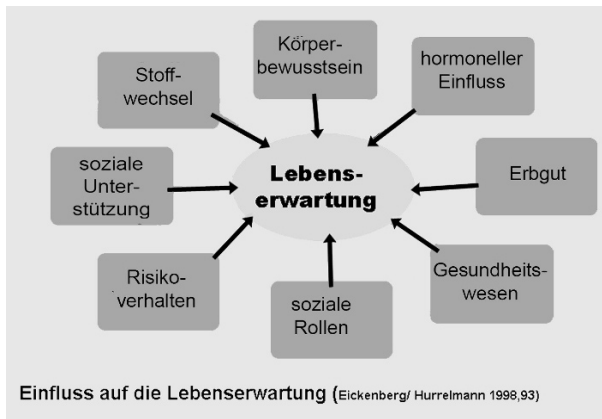 Körper-
bewusstsein
hormoneller
Einfluss
Stoff-
wechsel
Lebens-
erwartung
Erbgut
soziale
Unter-
stützung
Gesundheits-
wesen
Risiko-
verhalten
soziale
Rollen
Einfluss auf die Lebenserwartung (Eickenberg/ Hurrelmann 1998,93)